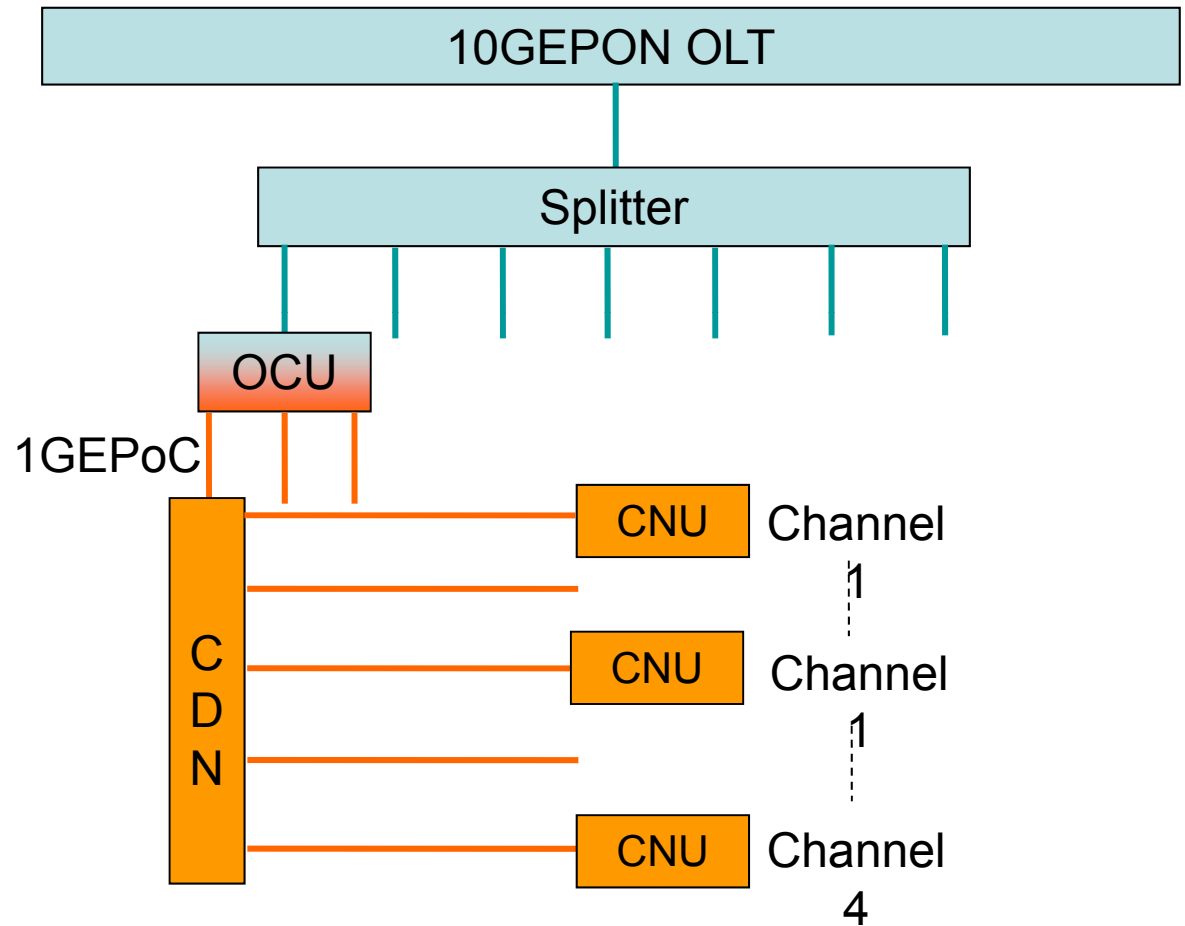 10GEPON OLT
Splitter
OCU
1GEPoC
CNU
Channel
1
C
D
N
CNU
Channel
1
CNU
Channel
4